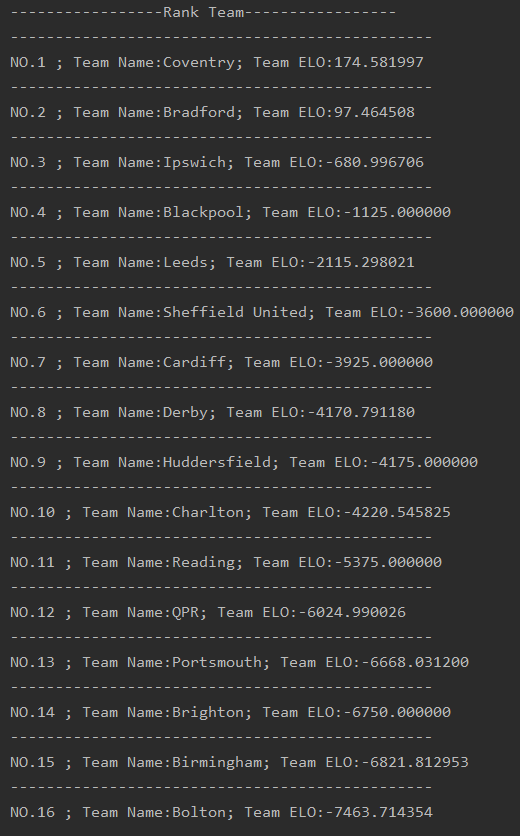 -----------------Rank Team-----------------
-----------------------------------------------
NO.1 ; Team Name:Coventry; Team ELO:174.581997
-----------------------------------------------
NO.2 ; Team Name:Bradford; Team ELO:97.464508
-----------------------------------------------
NO.3 ; Team Name:Ipswich; Team ELO:-680.996706
-----------------------------------------------
NO.4 ; Team Name:Blackpool; Team ELO:-1125.000000
-----------------------------------------------
NO.5 ; Team Name:Leeds; Team ELO:-2115.298021
-----------------------------------------------
NO.6 ; Team Name:Sheffield United; Team ELO:-3600.000000
-----------------------------------------------
NO.7 ; Team Name:Cardiff; Team ELO:-3925.000000
-----------------------------------------------
NO.8 ; Team Name:Derby; Team ELO:-4170.791180
-----------------------------------------------
NO.9 ; Team Name:Huddersfield; Team ELO:-4175.000000
-----------------------------------------------
NO.10 ; Team Name:Charlton; Team ELO:-4220.545825
-----------------------------------------------
NO.11 ; Team Name:Reading; Team ELO:-5375.000000
-----------------------------------------------
NO.12 ; Team Name:QPR; Team ELO:-6024.990026
-----------------------------------------------
NO.13 ; Team Name:Portsmouth; Team ELO:-6668.031200
-----------------------------------------------
NO.14 ; Team Name:Brighton; Team ELO:-6750.000000
-----------------------------------------------
NO.15 ; Team Name:Birmingham; Team ELO:-6821.812953
-----------------------------------------------
NO.16 ; Team Name:Bolton; Team ELO:-7463.714354